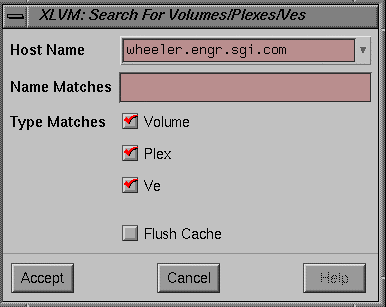 XLVM: Search For Volumes/Plexes/Ves
Host Name wheeler.engr.sgi.com
Name Matches
Type Matches Volume
Plex
Ve
Flush Cache
Accept Cancel Help